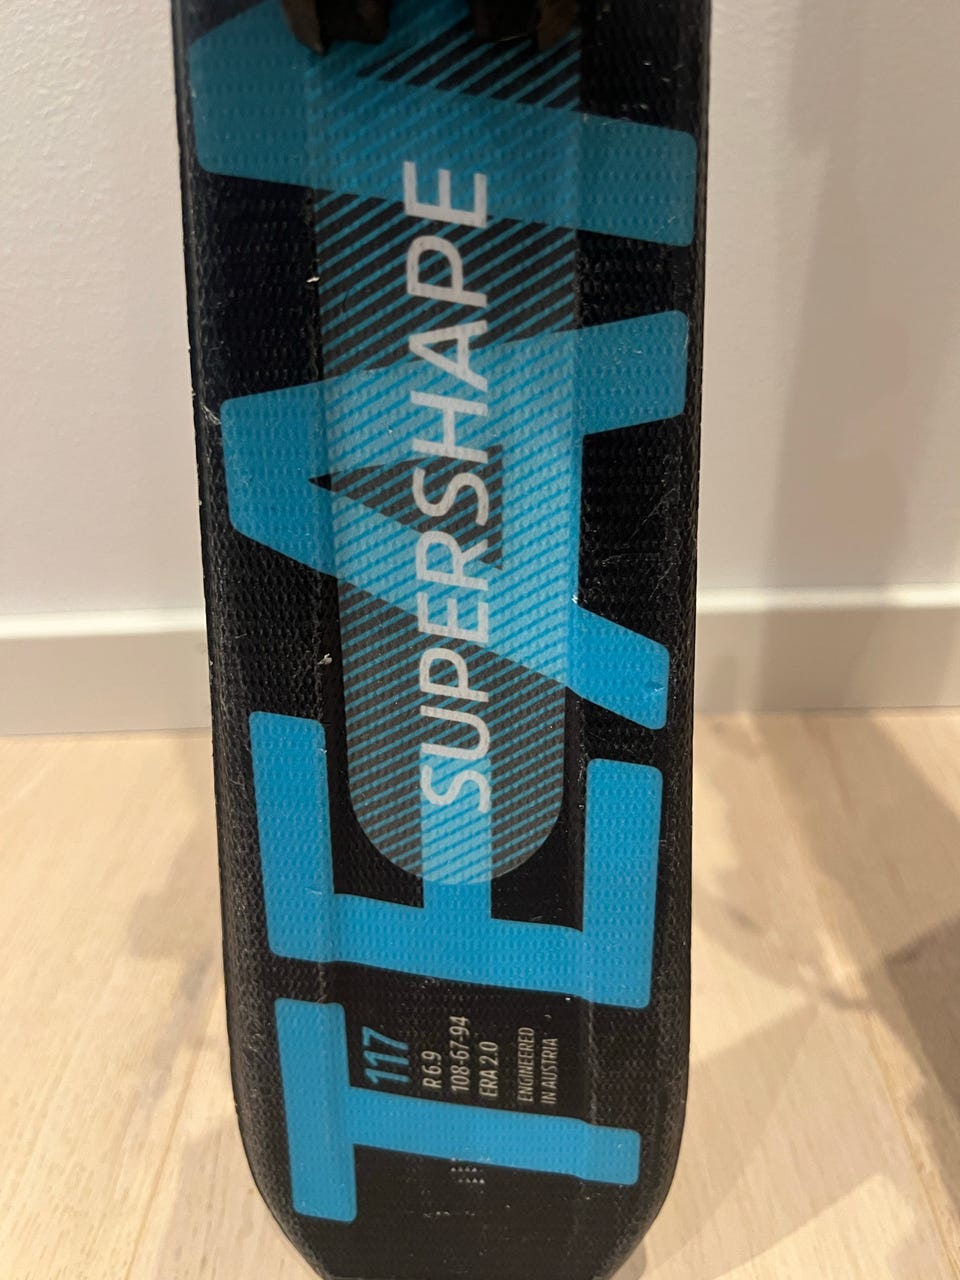 TEAM
SUPERSHAPE
117
R 6.9
108-67-94
ERA 2.0
ENGINEERED
IN AUSTRIA